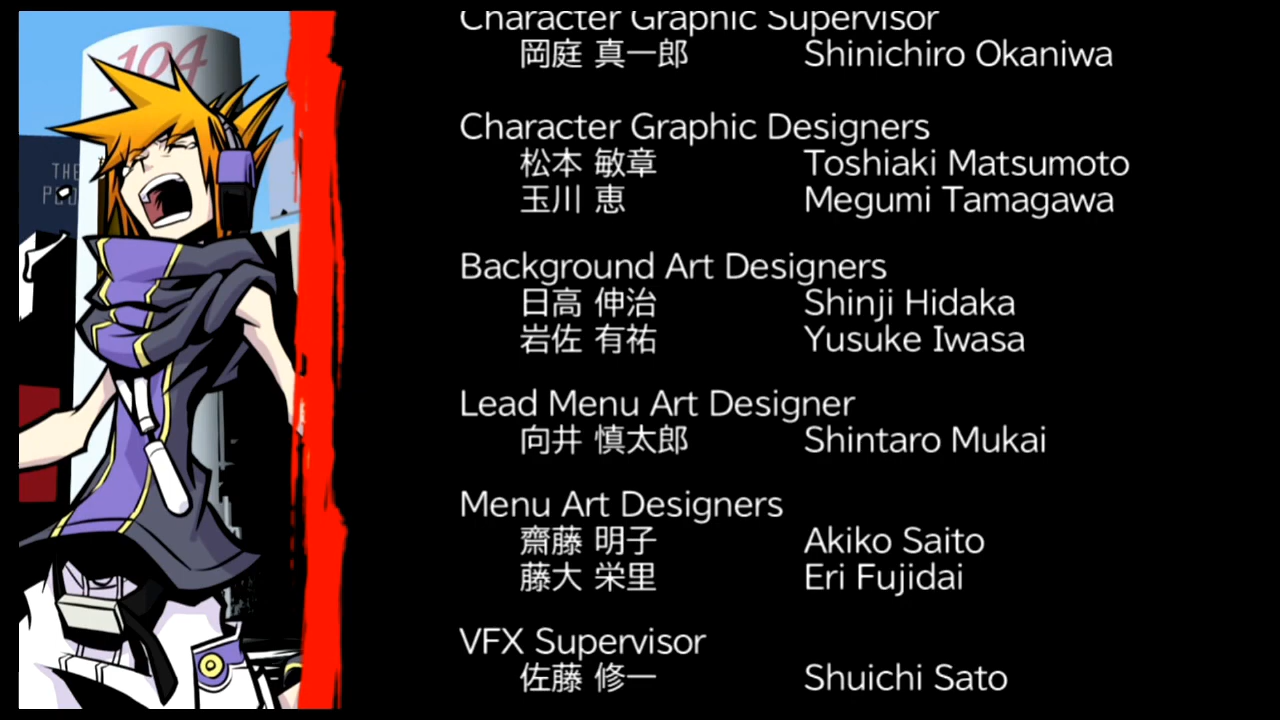 104
THE
Character Graphic Supervisor
岡庭 真一郎 Shinichiro Okaniwa
Character Graphic Designers
松本 敏章 Toshiaki Matsumoto
玉川 恵 Megumi Tamagawa
Background Art Designers
日高 伸治 Shinji Hidaka
岩佐 有祐 Yusuke Iwasa
Lead Menu Art Designer
向井 慎太郎 Shintaro Mukai
Menu Art Designers
齋藤 明子 Akiko Saito
藤大 栄里 Eri Fujidai
VFX Supervisor
佐藤 修一 Shuichi Sato